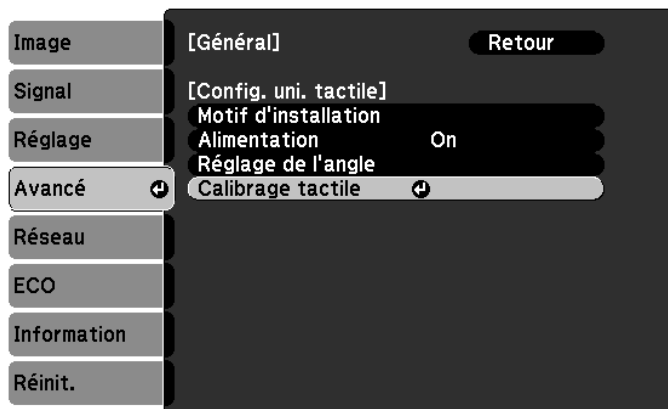 Image
Signal
Réglage
Avancé
Réseau
ECO
Information
Réinit.
[Général] Retour
[Config. uni. tactile]
Motif d'installation
Alimentation On
Réglage de l'angle
Calibrage tactile